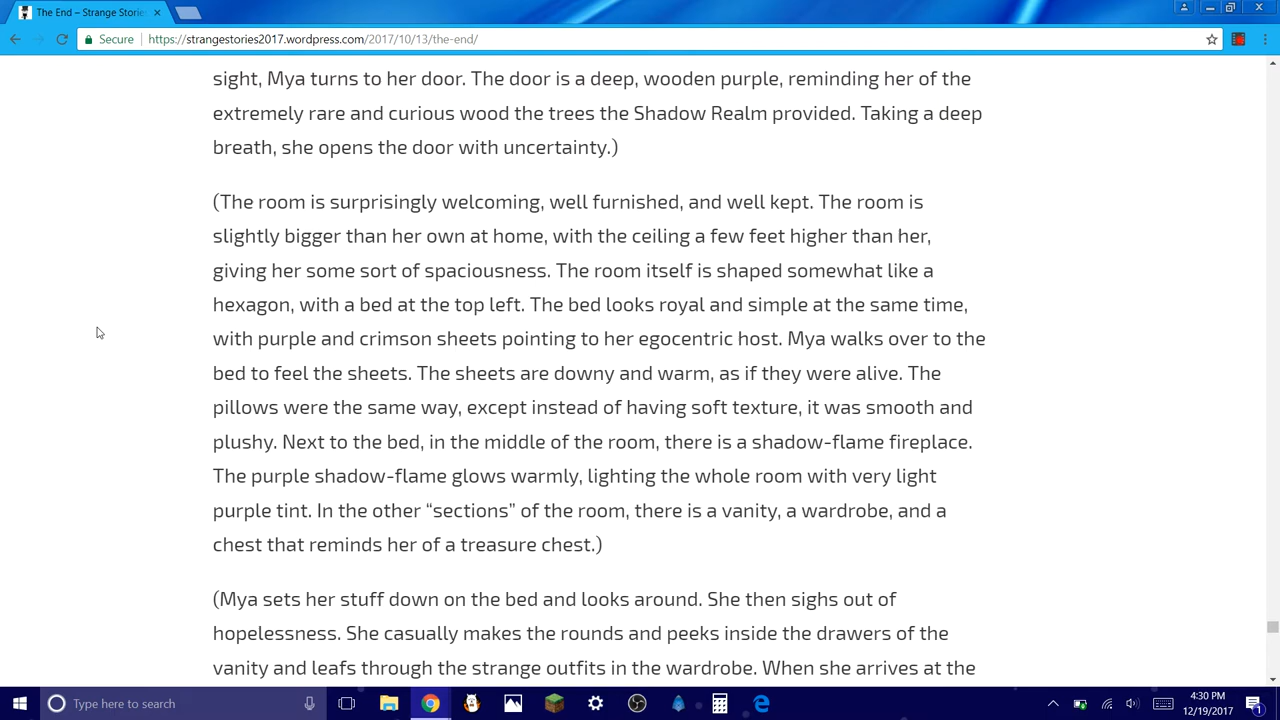 The End – Strange Storie
Secure
https://strangestories2017.wordpress.com/2017/10/13/the-end/
sight, Mya turns to her door. The door is a deep, wooden purple, reminding her of the
extremely rare and curious wood the trees the Shadow Realm provided. Taking a deep
breath, she opens the door with uncertainty.)
(The room is surprisingly welcoming, well furnished, and well kept. The room is
slightly bigger than her own at home, with the ceiling a few feet higher than her,
giving her some sort of spaciousness. The room itself is shaped somewhat like a
hexagon, with a bed at the top left. The bed looks royal and simple at the same time,
with purple and crimson sheets pointing to her egocentric host. Mya walks over to the
bed to feel the sheets. The sheets are downy and warm, as if they were alive. The
pillows were the same way, except instead of having soft texture, it was smooth and
plushy. Next to the bed, in the middle of the room, there is a shadow-flame fireplace.
The purple shadow-flame glows warmly, lighting the whole room with very light
purple tint. In the other “sections” of the room, there is a vanity, a wardrobe, and a
chest that reminds her of a treasure chest.)
(Mya sets her stuff down on the bed and looks around. She then sighs out of
hopelessness. She casually makes the rounds and peeks inside the drawers of the
vanity and leafs through the strange outfits in the wardrobe. When she arrives at the
Type here to search
4:30 PM
12/19/2017
1